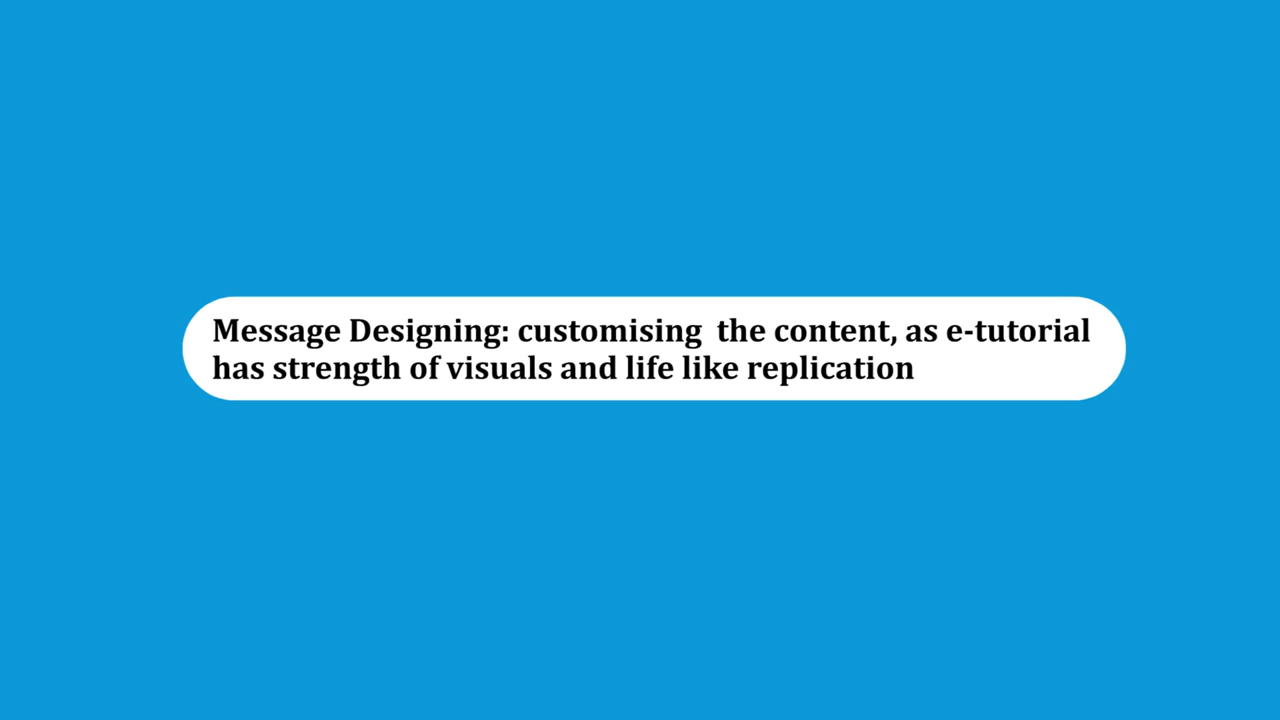 Message Designing: customising  the content, as e-tutorial
has strength of visuals and life like replication